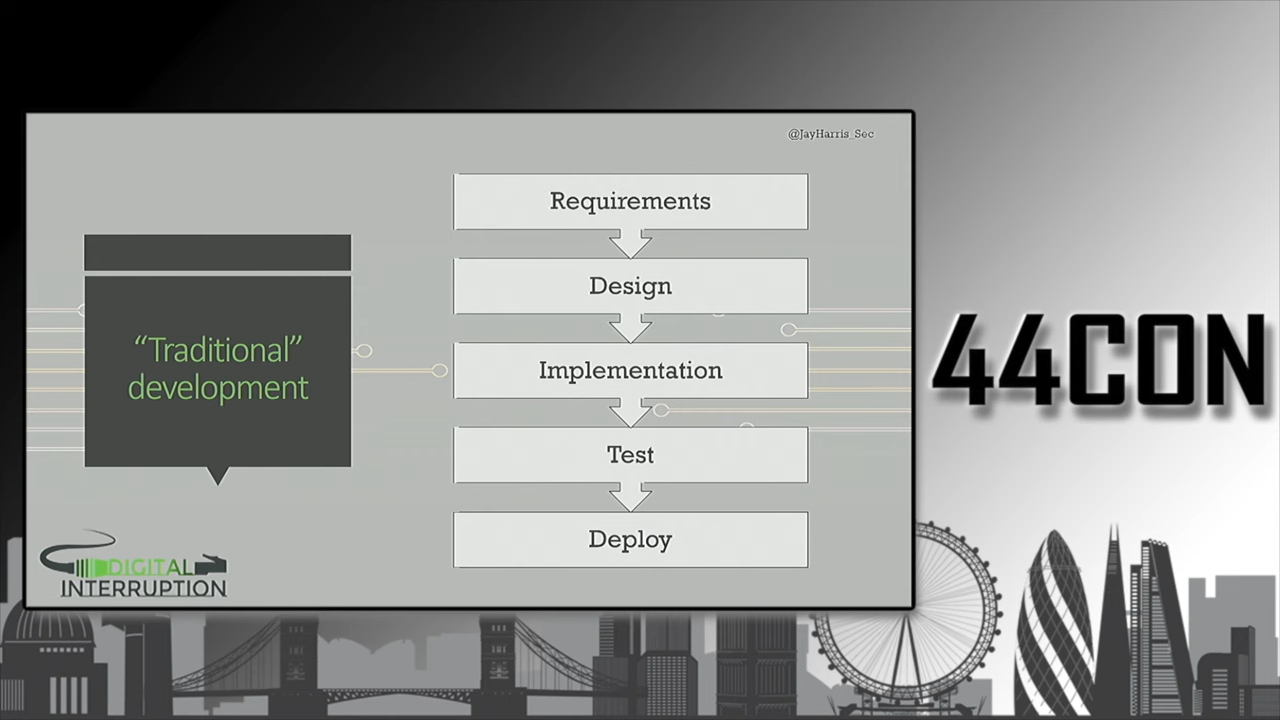 @JayHarris_Sec
“Traditional”
development
Requirements
Design
Implementation
Test
Deploy
DIGITAL
INTERRUPTION
44CON